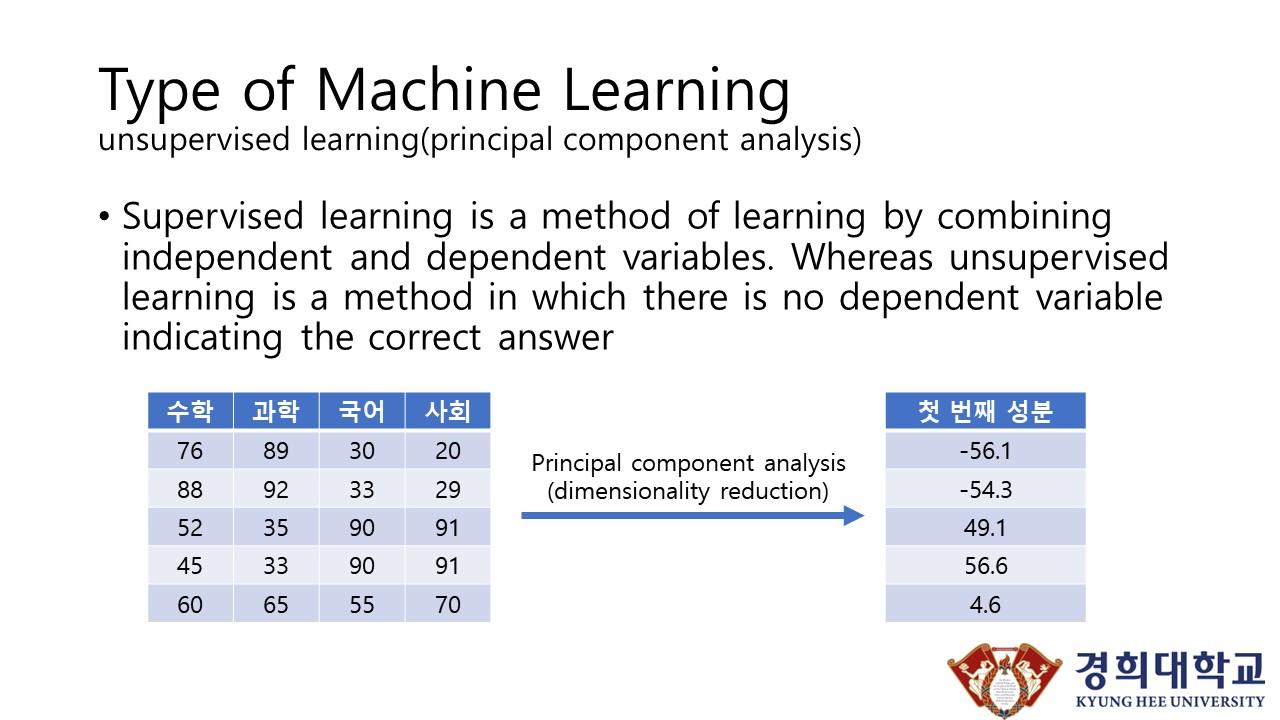 Type of Machine Learning
unsupervised learning(principal component analysis)
• Supervised learning is a method of learning by combining
independent and dependent variables. Whereas unsupervised
learning is a method in which there is no dependent variable
indicating the correct answer
수학 과학 국어 사회
76 89 30 20
88 92 33 29
52 35 90 91
45 33 90 91
60 65 55 70
Principal component analysis
(dimensionality reduction)
첫 번째 성분
-56.1
-54.3
49.1
56.6
4.6
경희대학교
KYUNG HEE UNIVERSITY